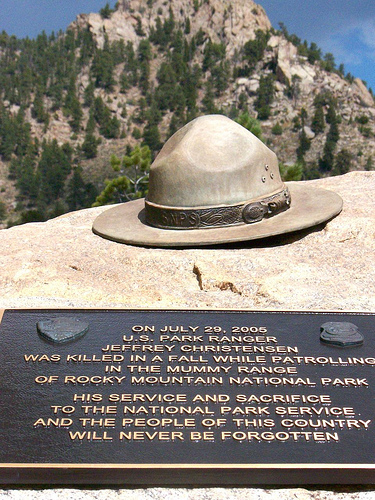 USNPS
ON JULY 29, 2005
U.S. PARK RANGER
JEFFREY CHRISTENSEN
WAS KILLED IN A FALL WHILE PATROLLING
IN THE MUMMY RANGE
OF ROCKY MOUNTAIN NATIONAL PARK
HIS SERVICE AND SACRIFICE
TO THE NATIONAL PARK SERVICE
AND THE PEOPLE OF THIS COUNTRY
WILL NEVER BE FORGOTTEN